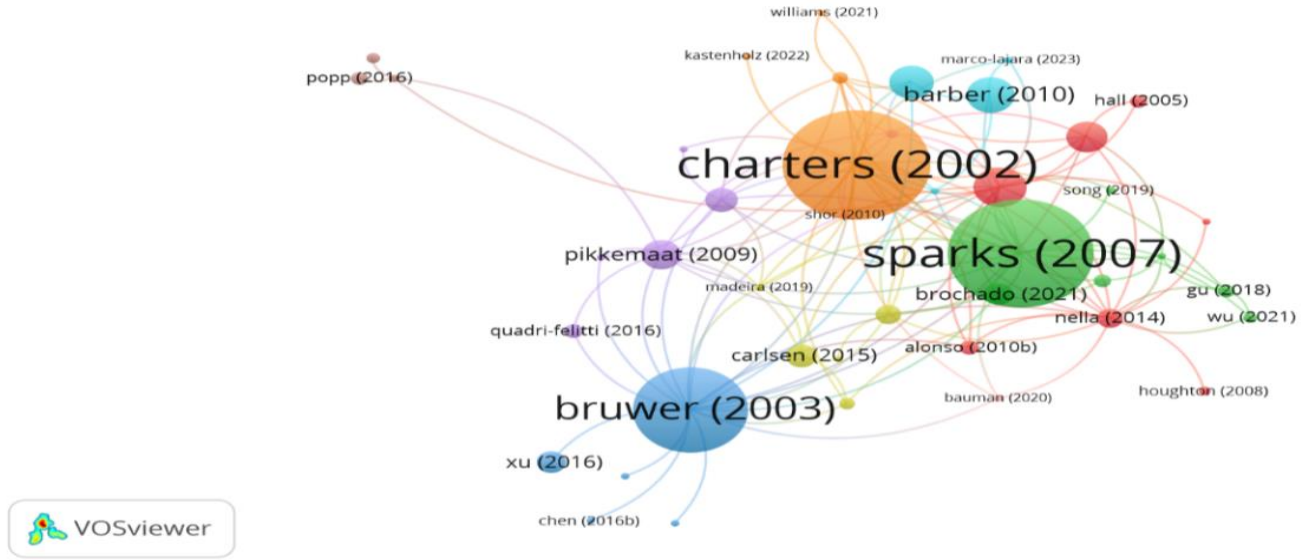 williams (2021)
kastenholz (2022)
marco-lajara (2023)
popp (2016)
barber (2010)
hall (2005)
charters (2002)
song (2019)
shor (2010)
sparks (2007)
pikkemaat (2009)
madeira (2019)
brochado (2021)
gu (2018)
nella (2014)
wu (2021)
quadri-felitti (2016)
carlsen (2015)
alonso (2010b)
houghton (2008)
bauman (2020)
bruwer (2003)
xu (2016)
chen (2016b)
VOSviewer